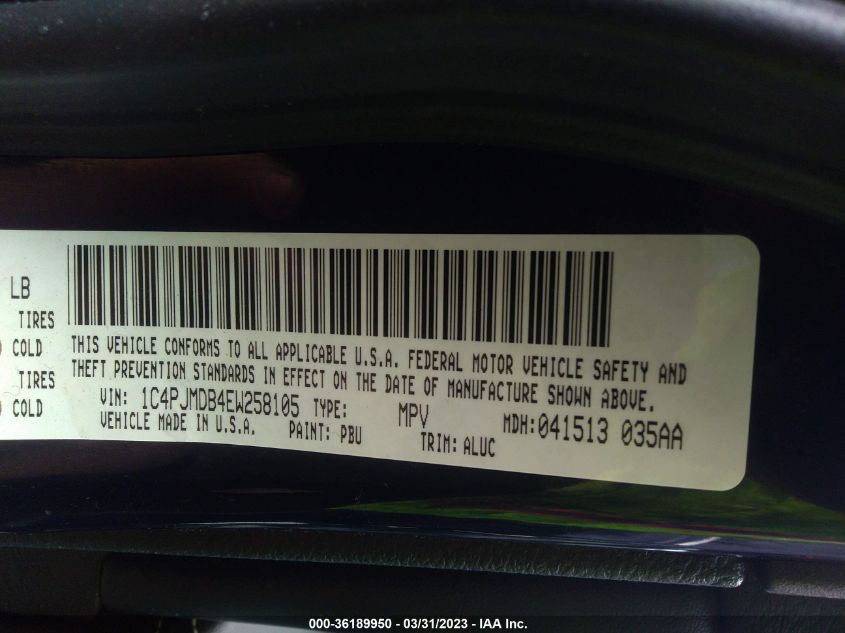 LB
TIRES
COLD
TIRES
COLD
THIS VEHICLE CONFORMS TO ALL APPLICABLE U.S.A. FEDERAL MOTOR VEHICLE SAFETY AND
THEFT PREVENTION STANDARDS IN EFFECT ON THE DATE OF MANUFACTURE SHOWN ABOVE.
VIN: 1C4PJMDB4EW258105 TYPE: MPV MDH:041513 035AA
VEHICLE MADE IN U.S.A. PAINT: PBU TRIM: ALUC
000-36189950 - 03/31/2023 - IAA Inc.